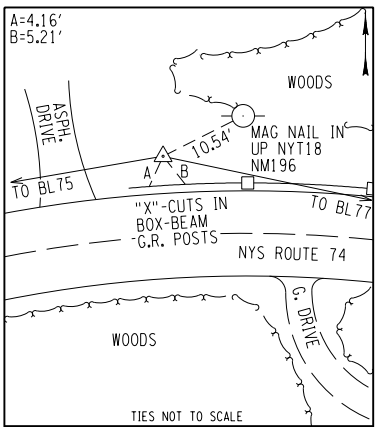 A=4.16'
B=5.21'
WOODS
ASPH.
DRIVE
10.54'
MAG NAIL IN
UP NYT18
NM196
A
B
TO BL75
TO BL77
"X"-CUTS IN
BOX-BEAM
G.R. POSTS
NYS ROUTE 74
G. DRIVE
WOODS
TIES NOT TO SCALE